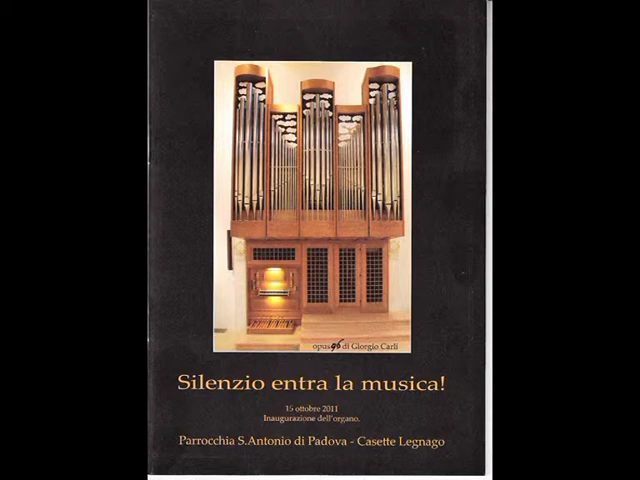 opus 96 di Giorgio Carli
Silenzio entra la musica!
15 ottobre 2011
Inaugurazione dell'organo.
Parrocchia S.Antonio di Padova - Casette Legnago